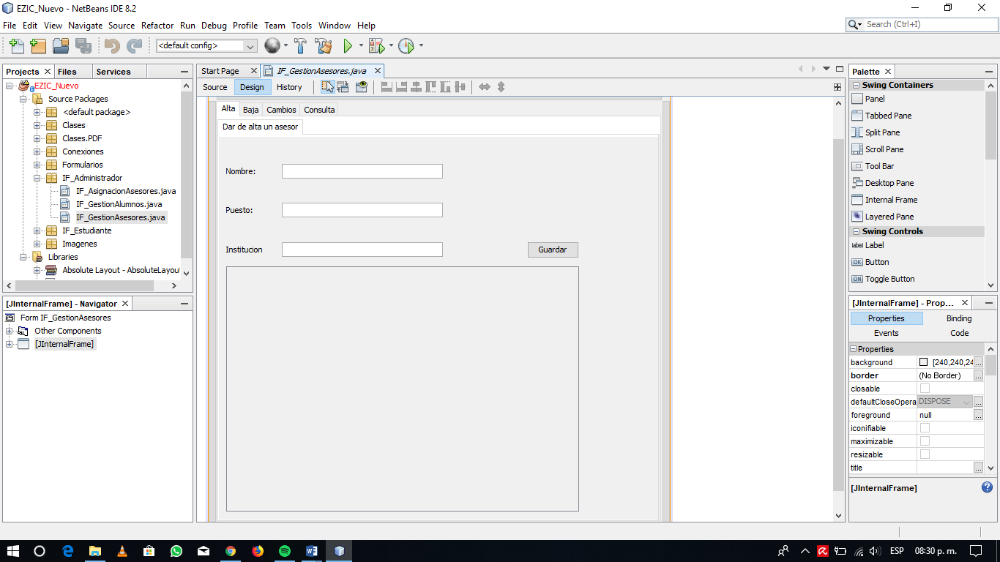 EZIC_Nuevo - NetBeans IDE 8.2
File Edit View Navigate Source Refactor Run Debug Profile Team Tools Window Help
Search (Ctrl+I)
<default config>
Projects Files Services
EZIC_Nuevo
Source Packages
<default package>
Clases
Clases.PDF
Conexiones
Formularios
IF_Administrador
IF_AsignacionAsesores.java
IF_GestionAlumnos.java
IF_GestionAsesores.java
IF_Estudiante
Imagenes
Libraries
Absolute Layout - AbsoluteLayou
[JInternalFrame] - Navigator
Form IF_GestionAsesores
Other Components
[JInternalFrame]
Start Page IF_GestionAsesores.java
Source Design History
Alta Baja Cambios Consulta
Dar de alta un asesor
Nombre:
Puesto:
Institucion
Guardar
Palette
Swing Containers
Panel
Tabbed Pane
Split Pane
Scroll Pane
Tool Bar
Desktop Pane
Internal Frame
Layered Pane
Swing Controls
label Label
OK Button
ON Toggle Button
[JInternalFrame] - Prop...
Properties Binding
Events Code
Properties
background [240,240,24 ...
border (No Border) ...
closable
defaultCloseOpera DISPOSE ...
foreground null ...
iconifiable
maximizable
resizable
title ...
[JInternalFrame]
ESP 08:30 p. m.